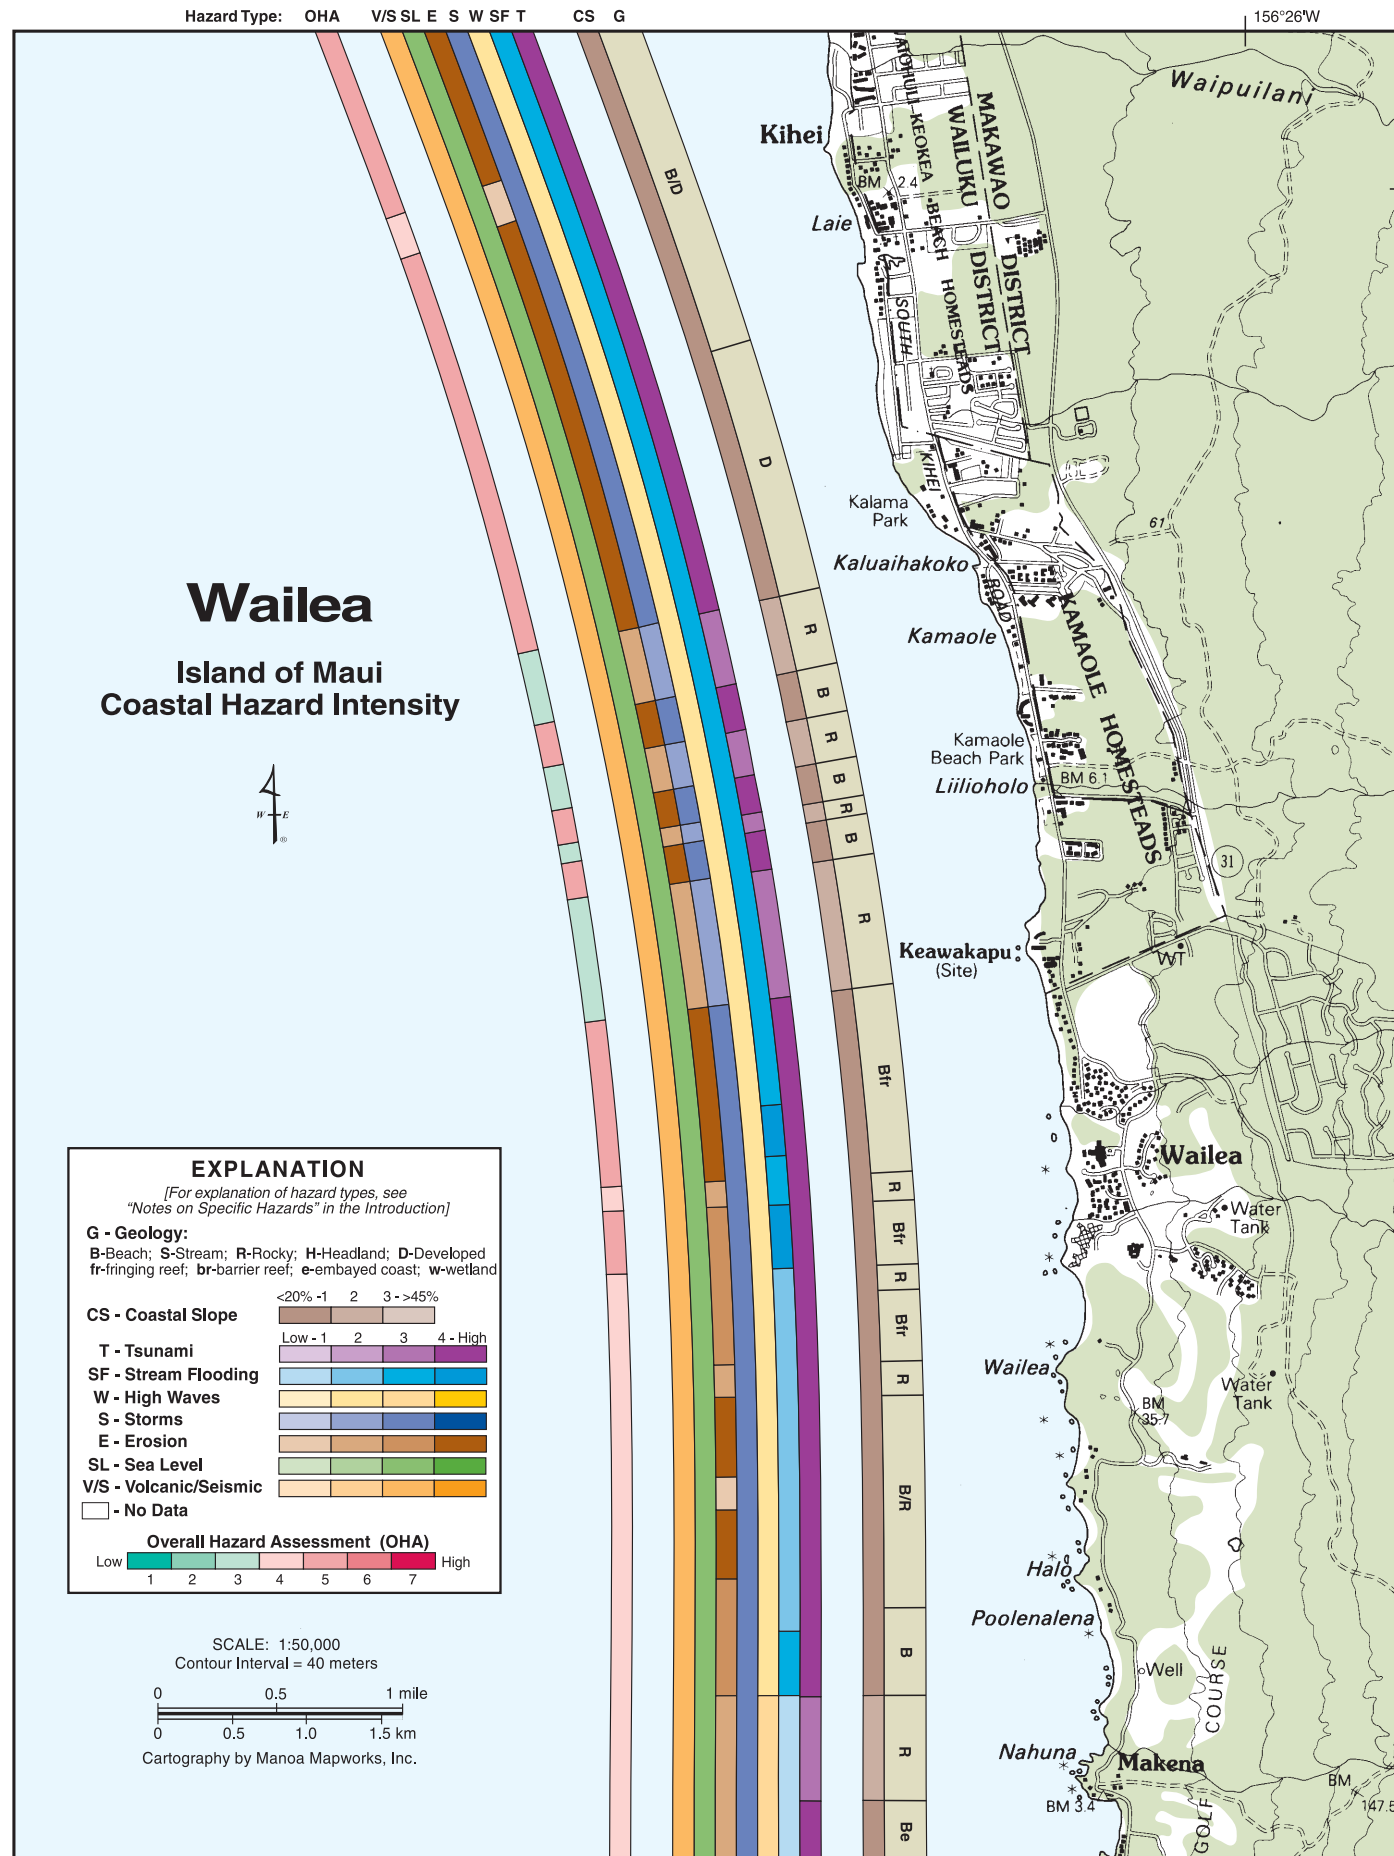 Hazard Type: OHA V/S SL E S W SF T CS G
156°26'W
Waipuilani
Kihei
MAKAWAO
WAILUKU
KEOKEA
BM 2.4
BEACH
Laie
DISTRICT
DISTRICT
HOMESTEADS
SOUTH
B/D
D
KIHEI
Kalama
Park
61
Kaluaihakoko
ROAD
Kamaole
KAMAOLE HOMESTEADS
R
B
R
B
R
B
R
Wailea
Island of Maui
Coastal Hazard Intensity
W E
®
Kamaole
Beach Park
Liilioholo
BM 6.1
31
Keawakapu
(Site)
WT
Bfr
R
Bfr
R
Bfr
R
B/R
B
R
Be
Wailea
Water
Tank
Wailea
Water
Tank
BM
35.7
Halo
Poolenalena
Well
GOLF COURSE
Nahuna
Makena
BM 3.4
BM
147.5
EXPLANATION
[For explanation of hazard types, see
“Notes on Specific Hazards” in the Introduction]
G - Geology:
B-Beach; S-Stream; R-Rocky; H-Headland; D-Developed
fr-fringing reef; br-barrier reef; e-embayed coast; w-wetland
<20% -1 2 3 - >45%
CS - Coastal Slope
Low - 1 2 3 4 - High
T - Tsunami
SF - Stream Flooding
W - High Waves
S - Storms
E - Erosion
SL - Sea Level
V/S - Volcanic/Seismic
- No Data
Overall Hazard Assessment (OHA)
Low High
1 2 3 4 5 6 7
SCALE: 1:50,000
Contour Interval = 40 meters
0 0.5 1 mile
0 0.5 1.0 1.5 km
Cartography by Manoa Mapworks, Inc.